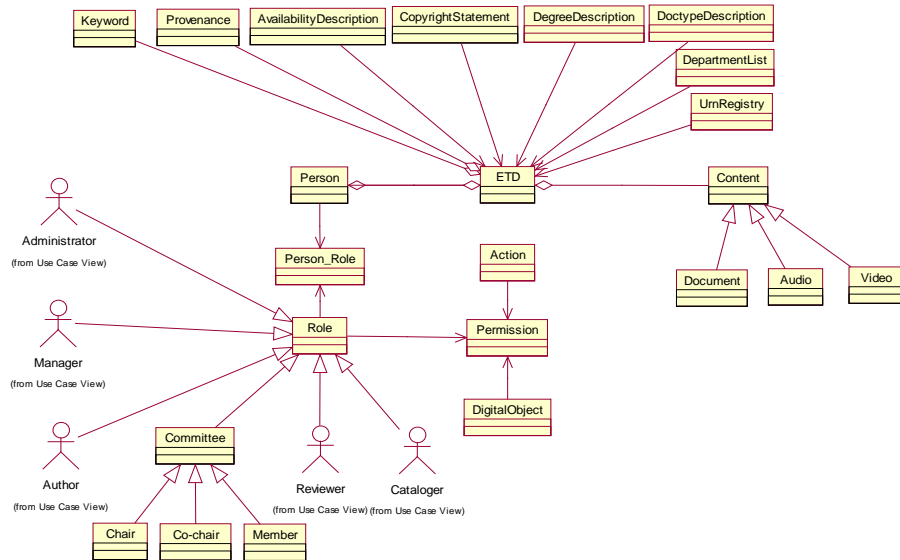 Keyword
Provenance
AvailabilityDescription
CopyrightStatement
DegreeDescription
DoctypeDescription
DepartmentList
UrnRegistry
Person
ETD
Content
Administrator
(from Use Case View)
Person_Role
Action
Document
Audio
Video
Manager
(from Use Case View)
Role
Permission
DigitalObject
Author
(from Use Case View)
Committee
Reviewer
(from Use Case View)
Cataloger
(from Use Case View)
Chair
Co-chair
Member